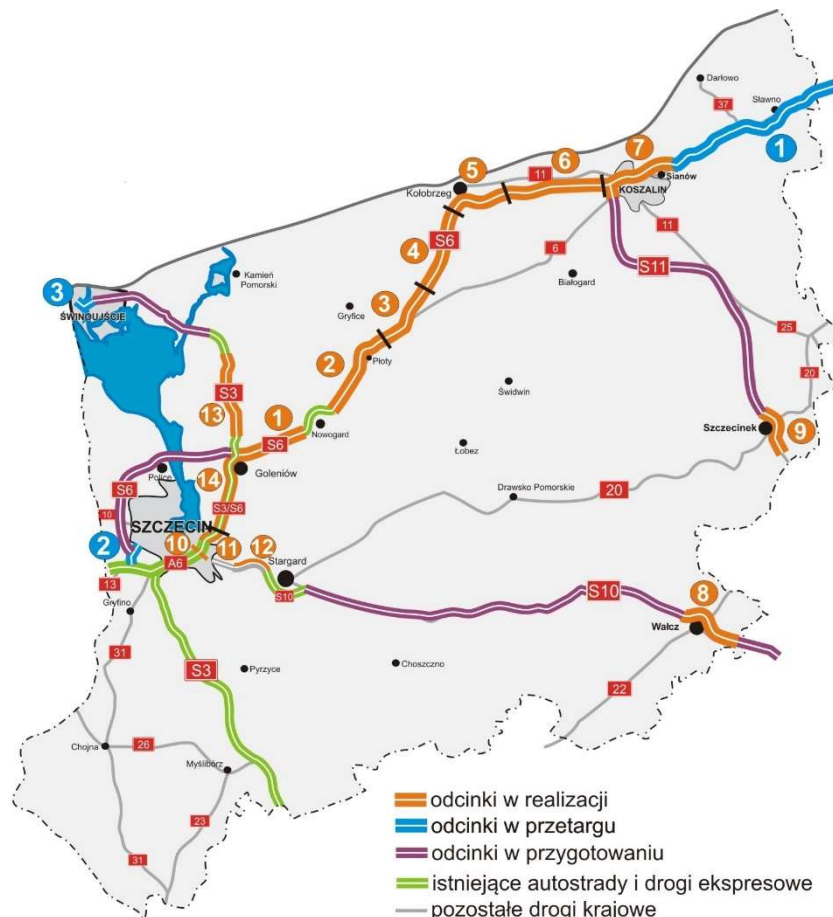 Darłowo
37
Sławno
1
7
6
5
11
Sianów
Kołobrzeg
KOSZALIN
S6
4
11
6
S11
3
Kamień
Pomorski
Białogard
3
ŚWINOUJŚCIE
Gryfice
25
2
Płoty
20
S3
Świdwin
13
1
S6
Nowogard
Szczecinek
9
Łobez
Police
14
Goleniów
S6
Drawsko Pomorskie
20
10
S3/S6
SZCZECIN
2
10
11
12
Stargard
A6
13
S10
S10
8
Gryfino
Wałcz
31
S3
Pyrzyce
Choszczno
22
Chojna
26
Myślibórz
23
31
odcinki w realizacji
odcinki w przetargu
odcinki w przygotowaniu
istniejące autostrady i drogi ekspresowe
pozostałe drogi krajowe